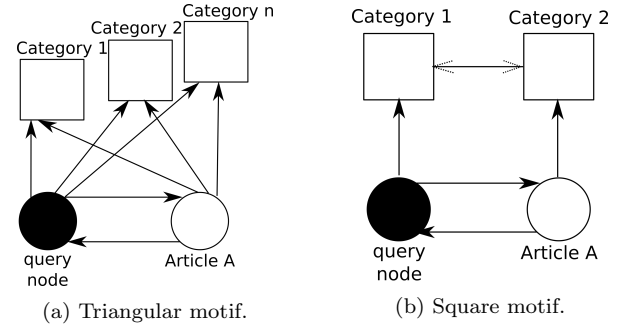 Category 1
Category 2
Category n
query
node
Article A
(a) Triangular motif.
Category 1
Category 2
query
node
Article A
(b) Square motif.